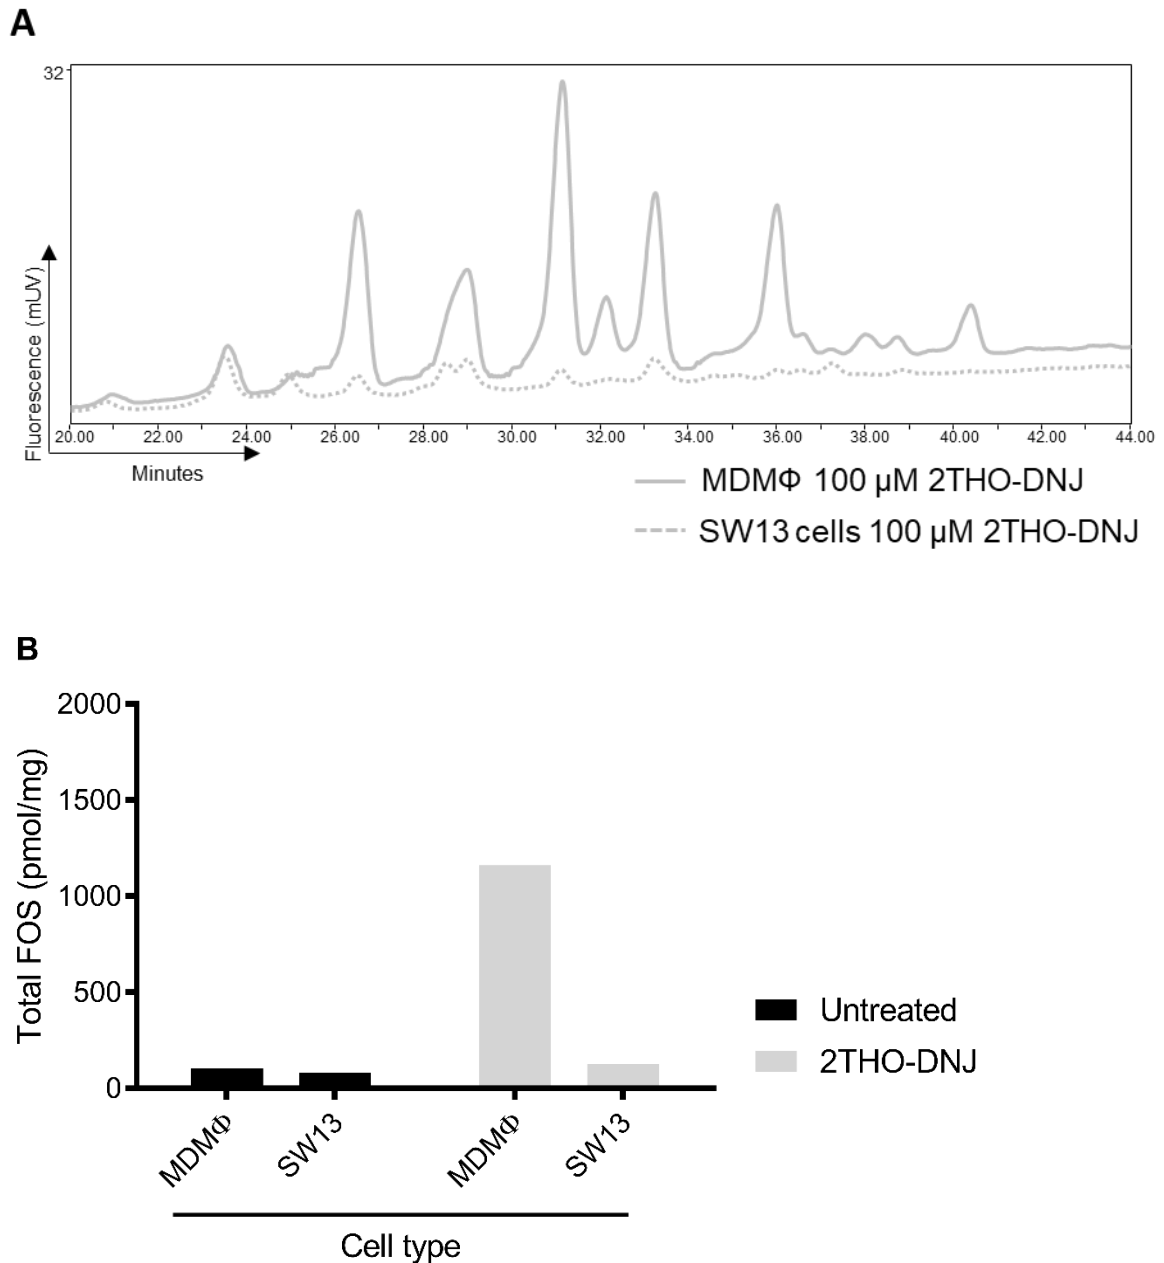 A
32
Fluorescence (mUV)
20.00 22.00 24.00 26.00 28.00 30.00 32.00 34.00 36.00 38.00 40.00 42.00 44.00
Minutes
MDMΦ 100 µM 2THO-DNJ
SW13 cells 100 µM 2THO-DNJ
B
Total FOS (pmol/mg)
2000
1500
1000
500
0
MDMΦ SW13 MDMΦ SW13
Cell type
Untreated
2THO-DNJ